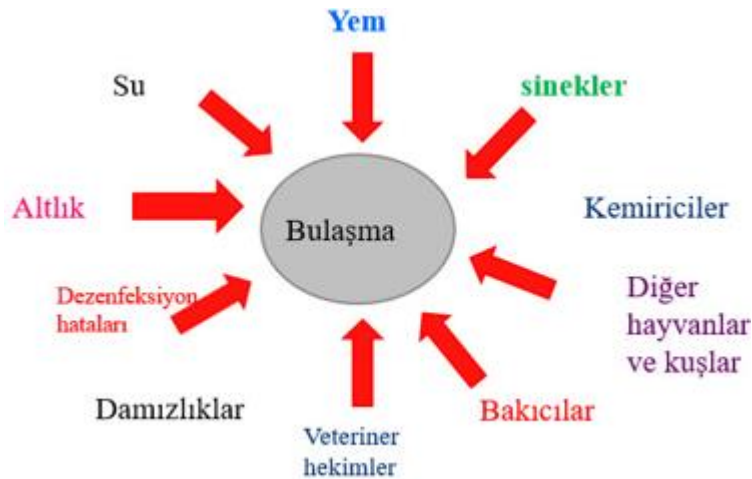 Yem
Su
sinekler
Altlık
Bulaşma
Kemiriciler
Dezenfeksiyon
hataları
Diğer
hayvanlar
ve kuşlar
Damızlıklar
Veteriner
hekimler
Bakıcılar